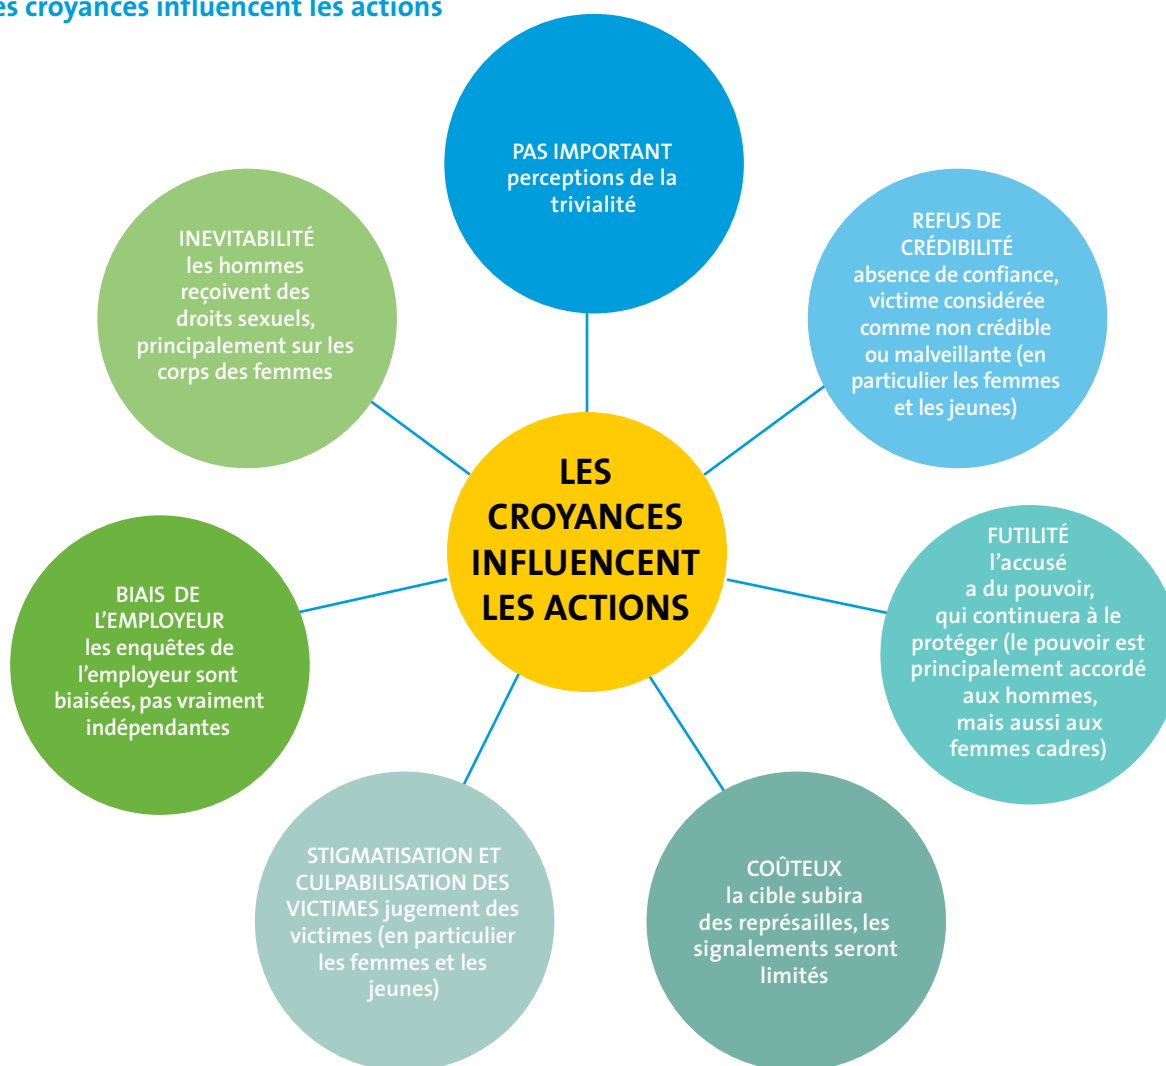 es croyances influencent les actions
PAS IMPORTANT
perceptions de la
trivialité
REFUS DE
CRÉDIBILITÉ
absence de confiance,
victime considérée
comme non crédible
ou malveillante (en
particulier les femmes
et les jeunes)
FUTILITÉ
l'accusé
a du pouvoir,
qui continuera à le
protéger (le pouvoir est
principalement accordé
aux hommes,
mais aussi aux
femmes cadres)
COÛTEUX
la cible subira
des représailles, les
signalements seront
limités
STIGMATISATION ET
CULPABILISATION DES
VICTIMES jugement des
victimes (en particulier
les femmes et les
jeunes)
BIAIS DE
L'EMPLOYEUR
les enquêtes de
l'employeur sont
biaisées, pas vraiment
indépendantes
INEVITABILITÉ
les hommes
reçoivent des
droits sexuels,
principalement sur les
corps des femmes
LES
CROYANCES
INFLUENCENT
LES ACTIONS